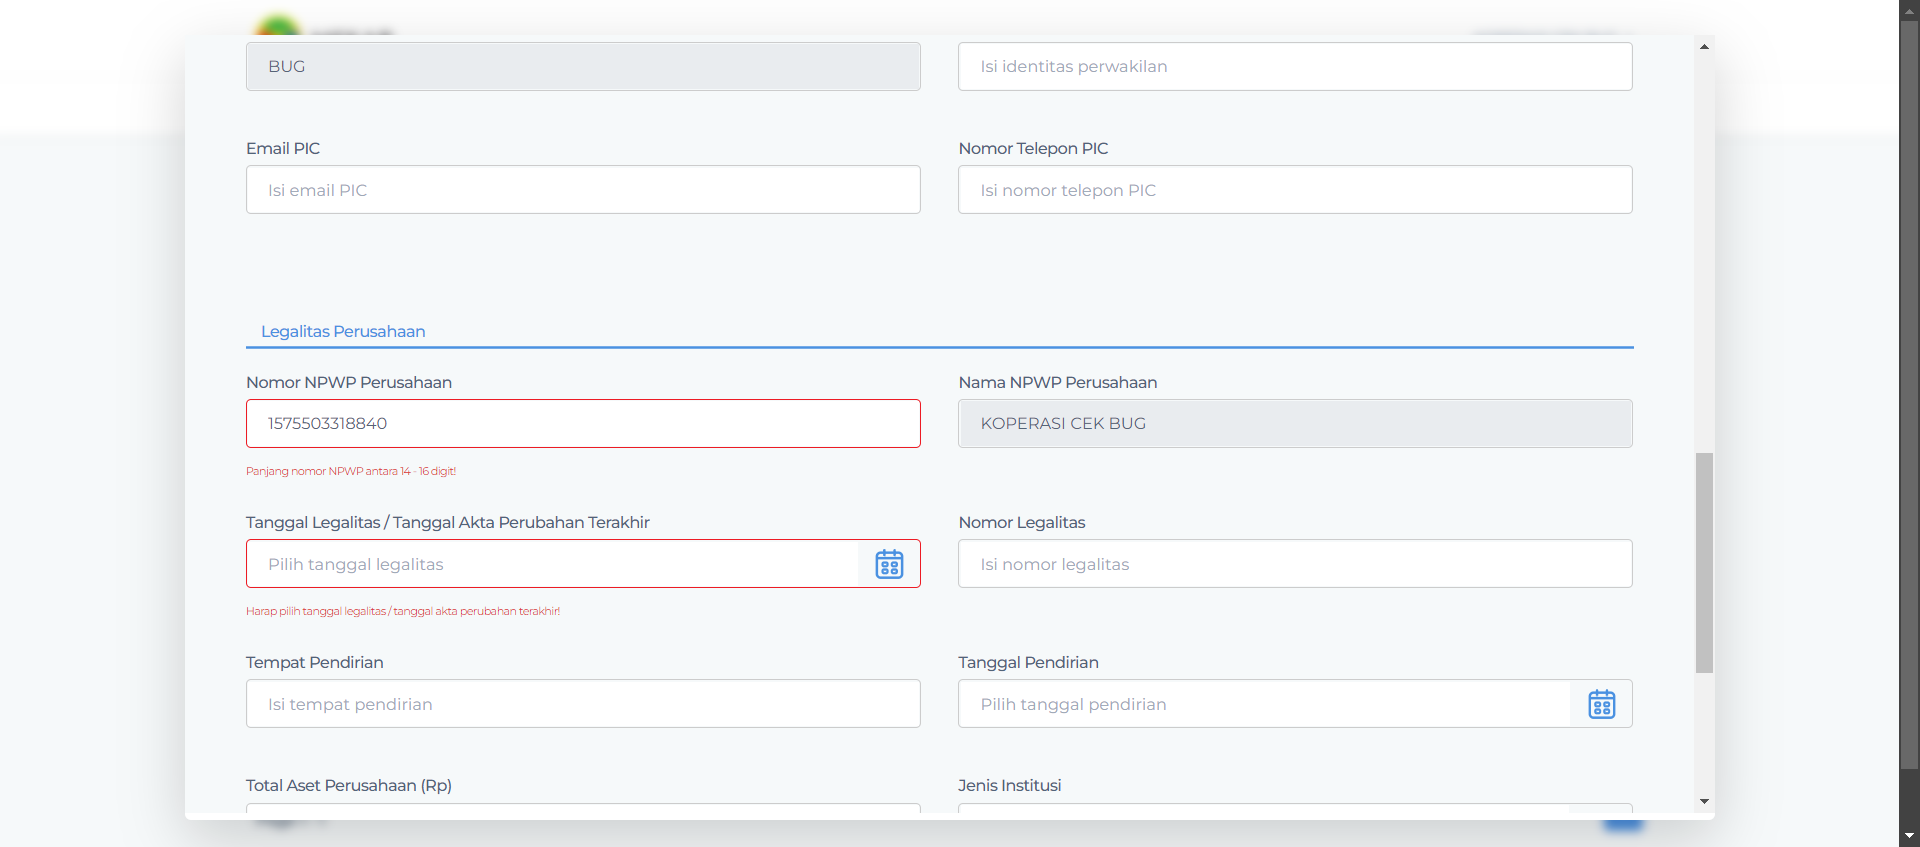 BUG
Isi identitas perwakilan
Email PIC
Nomor Telepon PIC
Isi email PIC
Isi nomor telepon PIC
Legalitas Perusahaan
Nomor NPWP Perusahaan
Nama NPWP Perusahaan
1575503318840
KOPERASI CEK BUG
Panjang nomor NPWP antara 14 - 16 digit!
Tanggal Legalitas / Tanggal Akta Perubahan Terakhir
Nomor Legalitas
Pilih tanggal legalitas
Isi nomor legalitas
Harap pilih tanggal legalitas / tanggal akta perubahan terakhir!
Tempat Pendirian
Tanggal Pendirian
Isi tempat pendirian
Pilih tanggal pendirian
Total Aset Perusahaan (Rp)
Jenis Institusi